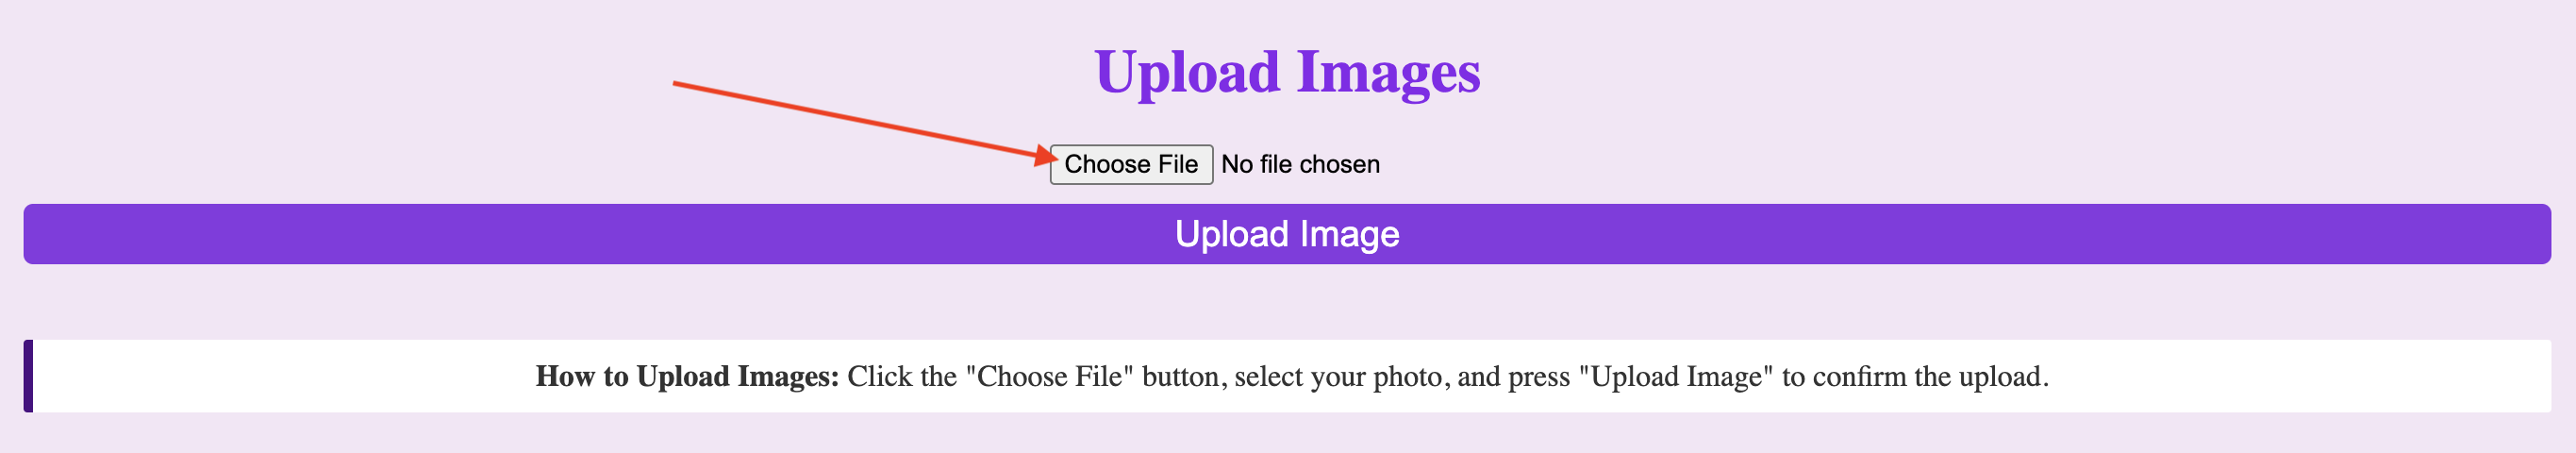 Upload Images
Choose File No file chosen
Upload Image
How to Upload Images: Click the "Choose File" button, select your photo, and press "Upload Image" to confirm the upload.